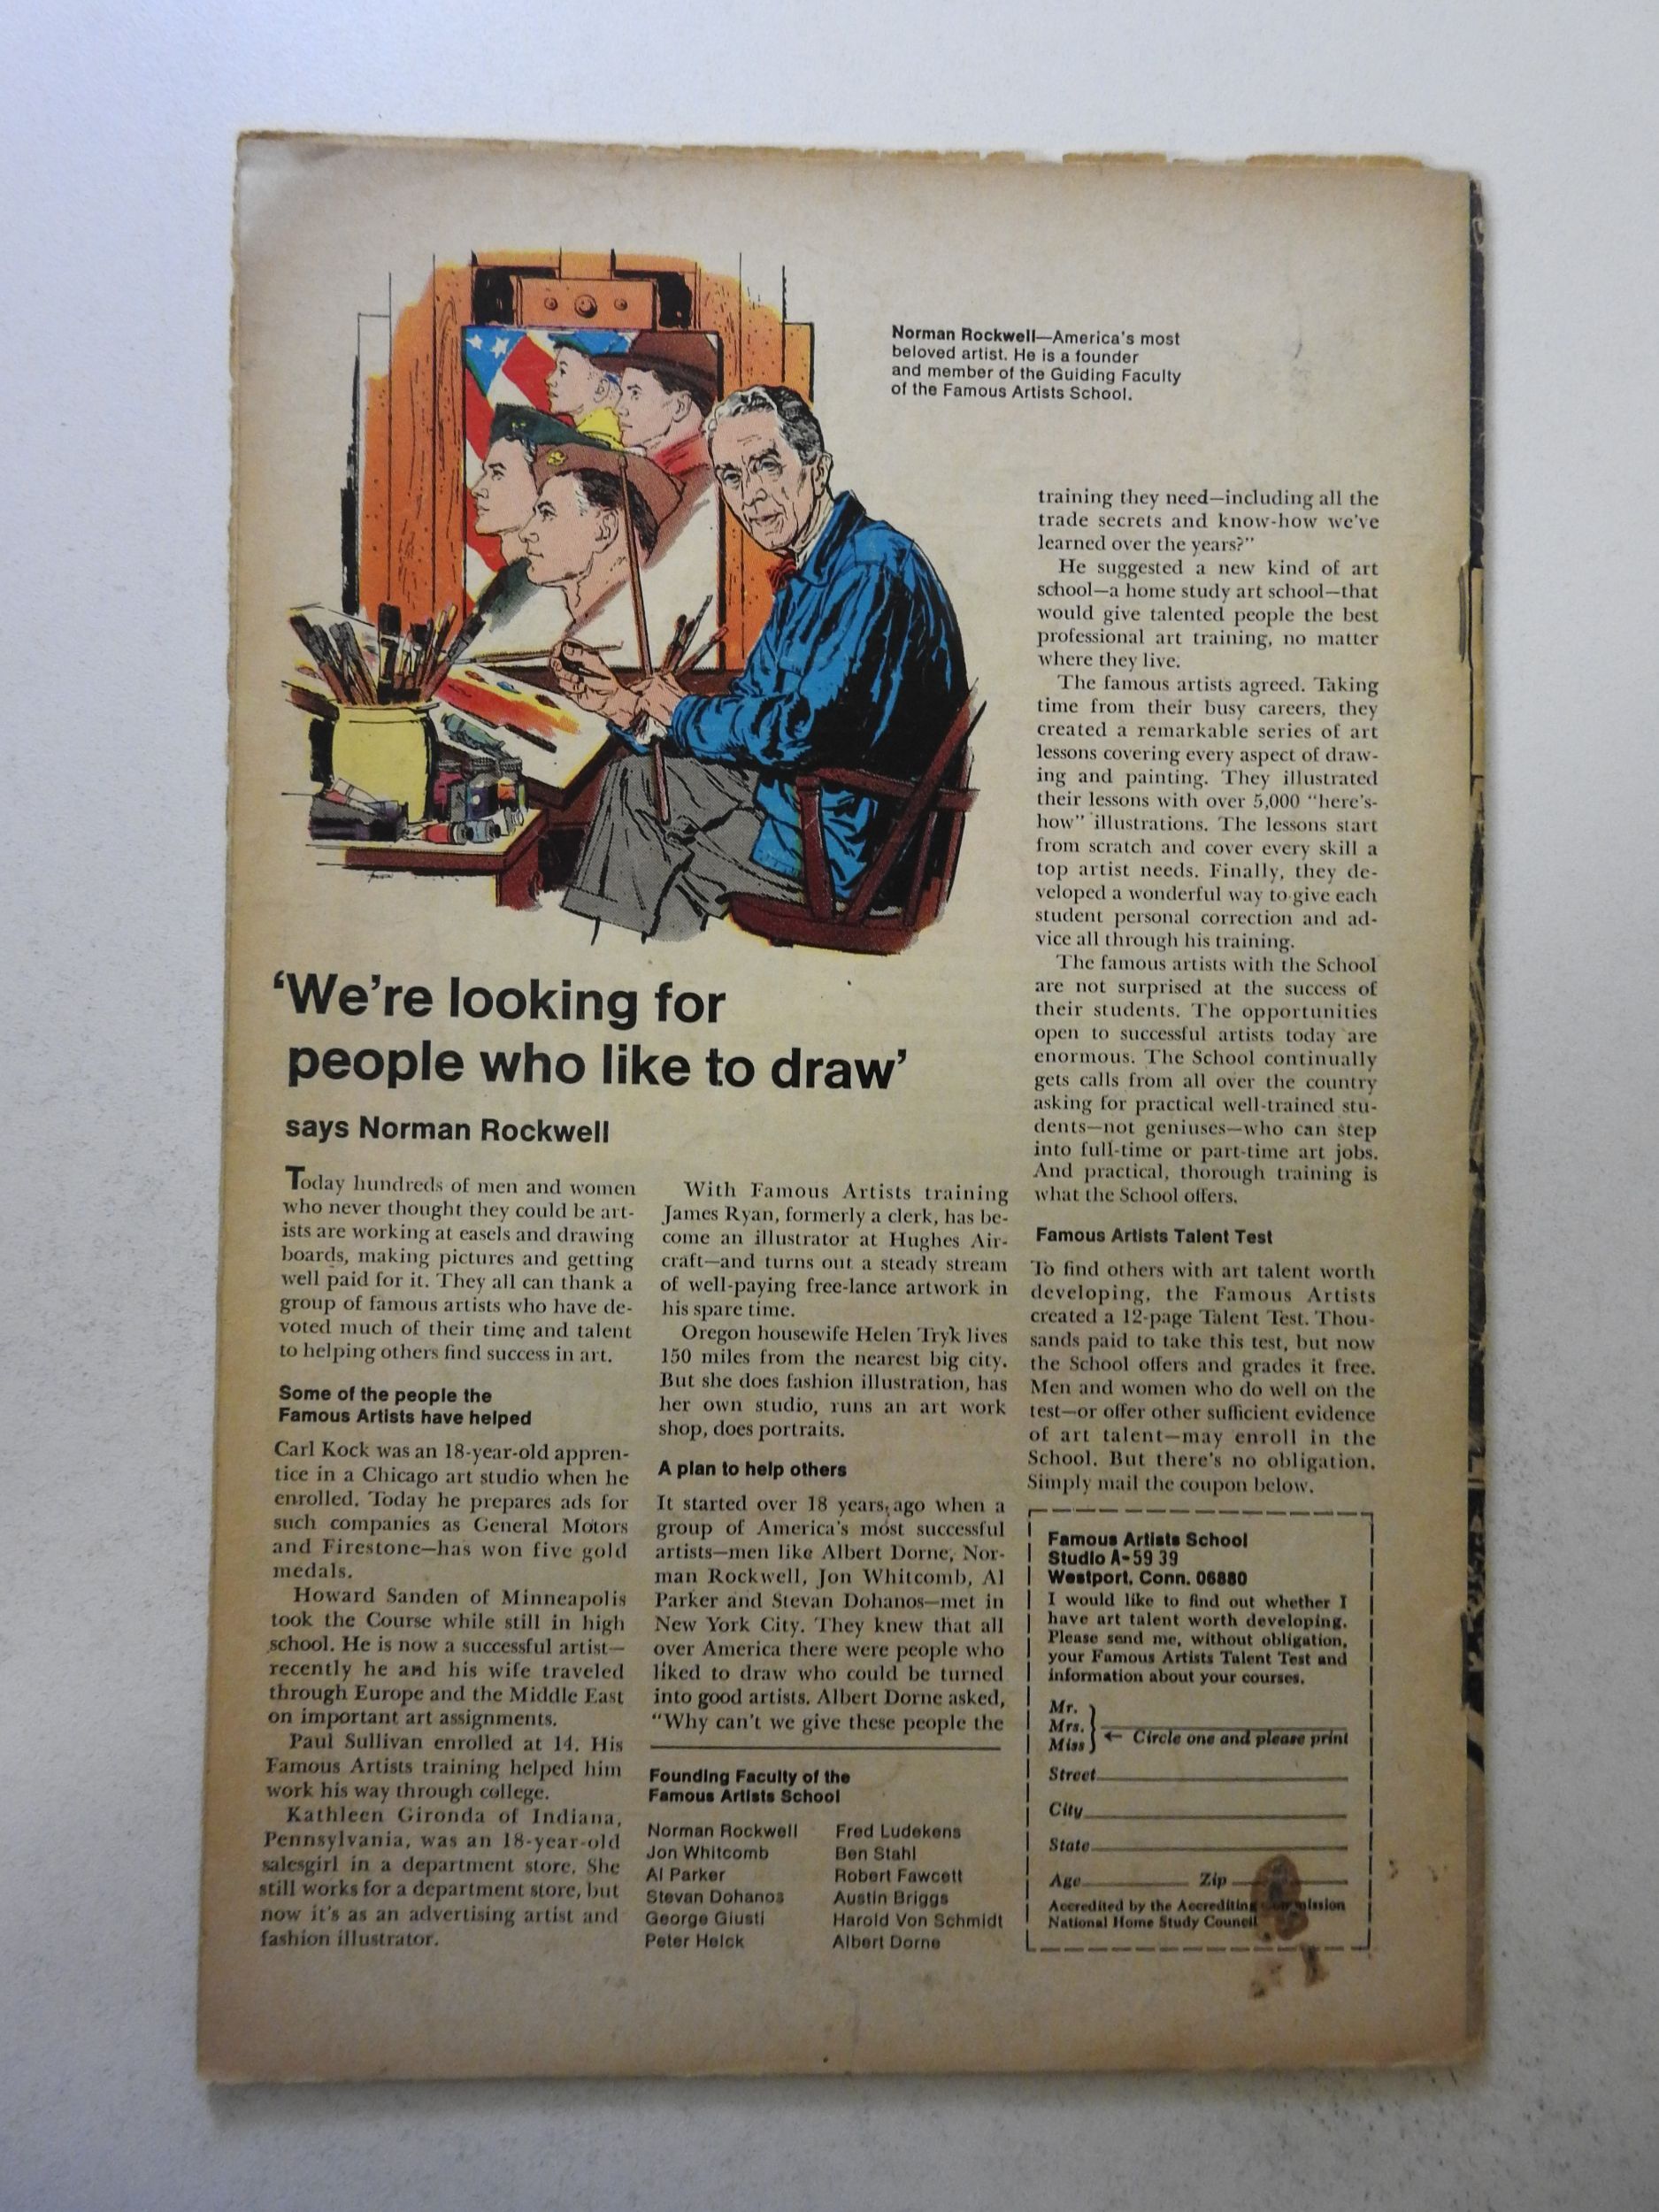 Norman Rockwell—America's most
beloved artist. He is a founder
and member of the Guiding Faculty
of the Famous Artists School.
'We're looking for
people who like to draw'
says Norman Rockwell
Today hundreds of men and women
who never thought they could be art-
ists are working at easels and drawing
boards, making pictures and getting
well paid for it. They all can thank a
group of famous artists who have de-
voted much of their time and talent
to helping others find success in art.
Some of the people the
Famous Artists have helped
Carl Kock was an 18-year-old appren-
tice in a Chicago art studio when he
enrolled. Today he prepares ads for
such companies as General Motors
and Firestone—has won five gold
medals.
Howard Sanden of Minneapolis
took the Course while still in high
school. He is now a successful artist—
recently he and his wife traveled
through Europe and the Middle East
on important art assignments.
Paul Sullivan enrolled at 14. His
Famous Artists training helped him
work his way through college.
Kathleen Gironda of Indiana,
Pennsylvania, was an 18-year-old
salesgirl in a department store. She
still works for a department store, but
now it's as an advertising artist and
fashion illustrator.
With Famous Artists training
James Ryan, formerly a clerk, has be-
come an illustrator at Hughes Air-
craft—and turns out a steady stream
of well-paying free-lance artwork in
his spare time.
Oregon housewife Helen Tryk lives
150 miles from the nearest big city.
But she does fashion illustration, has
her own studio, runs an art work
shop, does portraits.
A plan to help others
It started over 18 years ago when a
group of America's most successful
artists—men like Albert Dorne, Nor-
man Rockwell, Jon Whitcomb, Al
Parker and Stevan Dohanos—met in
New York City. They knew that all
over America there were people who
liked to draw who could be turned
into good artists. Albert Dorne asked,
"Why can't we give these people the
Founding Faculty of the
Famous Artists School
Norman Rockwell
Jon Whitcomb
Al Parker
Stevan Dohanos
George Giusti
Peter Helck
Fred Ludekens
Ben Stahl
Robert Fawcett
Austin Briggs
Harold Von Schmidt
Albert Dorne
training they need—including all the
trade secrets and know-how we've
learned over the years?"
He suggested a new kind of art
school—a home study art school—that
would give talented people the best
professional art training, no matter
where they live.
The famous artists agreed. Taking
time from their busy careers, they
created a remarkable series of art
lessons covering every aspect of draw-
ing and painting. They illustrated
their lessons with over 5,000 "here's-
how" illustrations. The lessons start
from scratch and cover every skill a
top artist needs. Finally, they de-
veloped a wonderful way to give each
student personal correction and ad-
vice all through his training.
The famous artists with the School
are not surprised at the success of
their students. The opportunities
open to successful artists today are
enormous. The School continually
gets calls from all over the country
asking for practical well-trained stu-
dents—not geniuses—who can step
into full-time or part-time art jobs.
And practical, thorough training is
what the School offers.
Famous Artists Talent Test
To find others with art talent worth
developing, the Famous Artists
created a 12-page Talent Test. Thou-
sands paid to take this test, but now
the School offers and grades it free.
Men and women who do well on the
test—or offer other sufficient evidence
of art talent—may enroll in the
School. But there's no obligation.
Simply mail the coupon below.
Famous Artists School
Studio A-59 39
Westport, Conn. 06880
I would like to find out whether I
have art talent worth developing.
Please send me, without obligation,
your Famous Artists Talent Test and
information about your courses.
Mr.
Mrs.
Miss
← Circle one and please print
Street
City
State
Age Zip
Accredited by the Accrediting
National Home Study Council